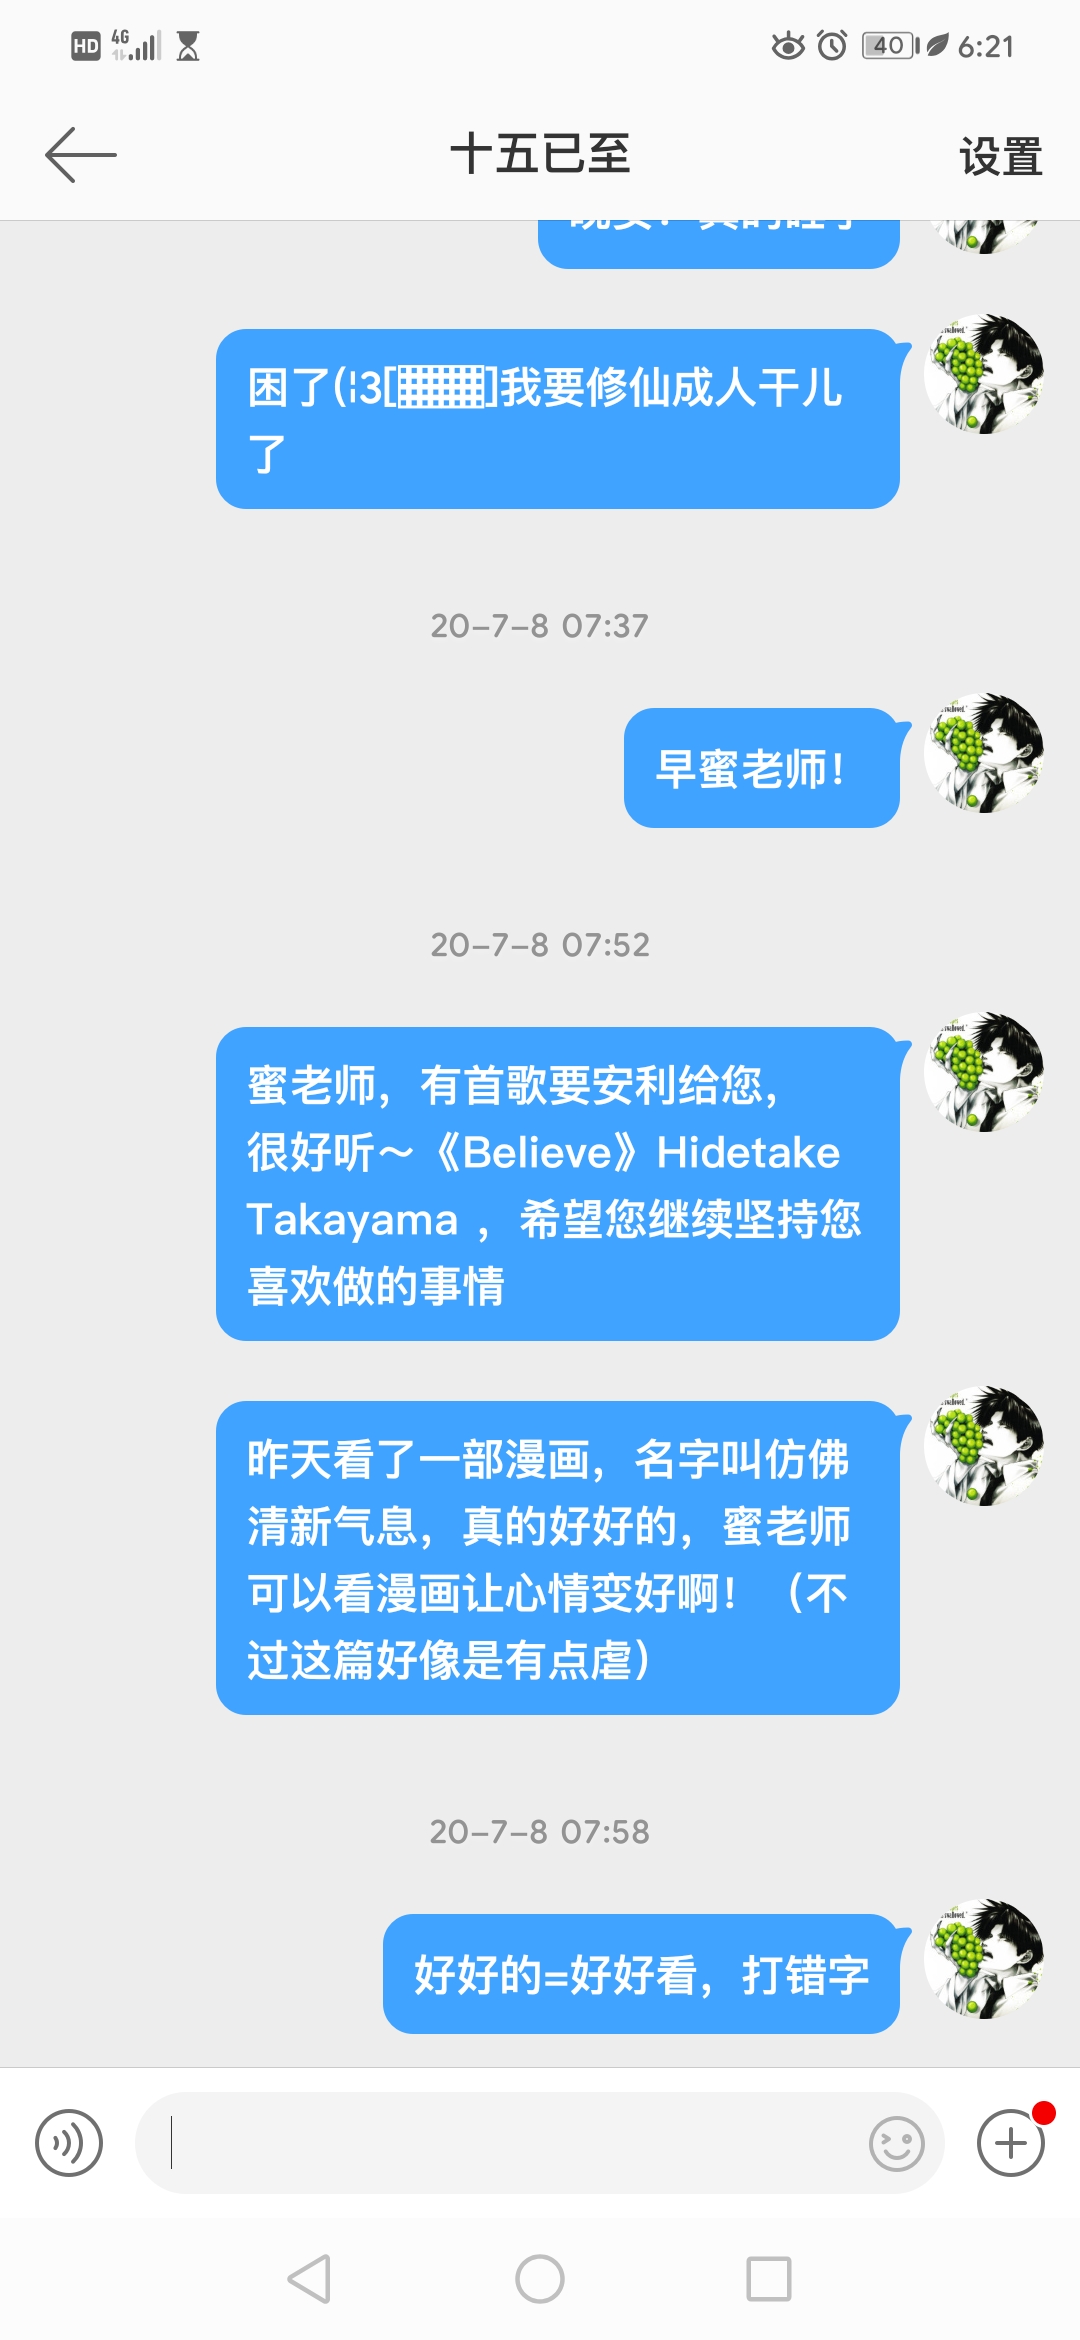 HD 4G 40 6:21
十五已至
设置
困了(¦3[▓▓]我要修仙成人干儿
了
20-7-8 07:37
早蜜老师！
20-7-8 07:52
蜜老师，有首歌要安利给您，
很好听～《Believe》Hidetake
Takayama ，希望您继续坚持您
喜欢做的事情
昨天看了一部漫画，名字叫仿佛
清新气息，真的好好的，蜜老师
可以看漫画让心情变好啊！（不
过这篇好像是有点虐）
20-7-8 07:58
好好的=好好看，打错字